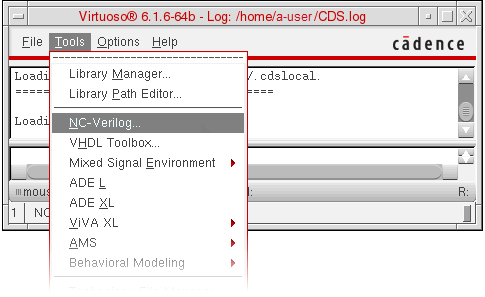 Virtuoso® 6.1.6-64b - Log: /home/a-user/CDS.log
File Tools Options Help cādence
Loadi /.cdslocal.
Library Manager...
Library Path Editor...
Loadi
NC-Verilog...
VHDL Toolbox...
Mixed Signal Environment
mous : R:
ADE L
ADE XL
1 NC
ViVA XL
AMS
Behavioral Modeling